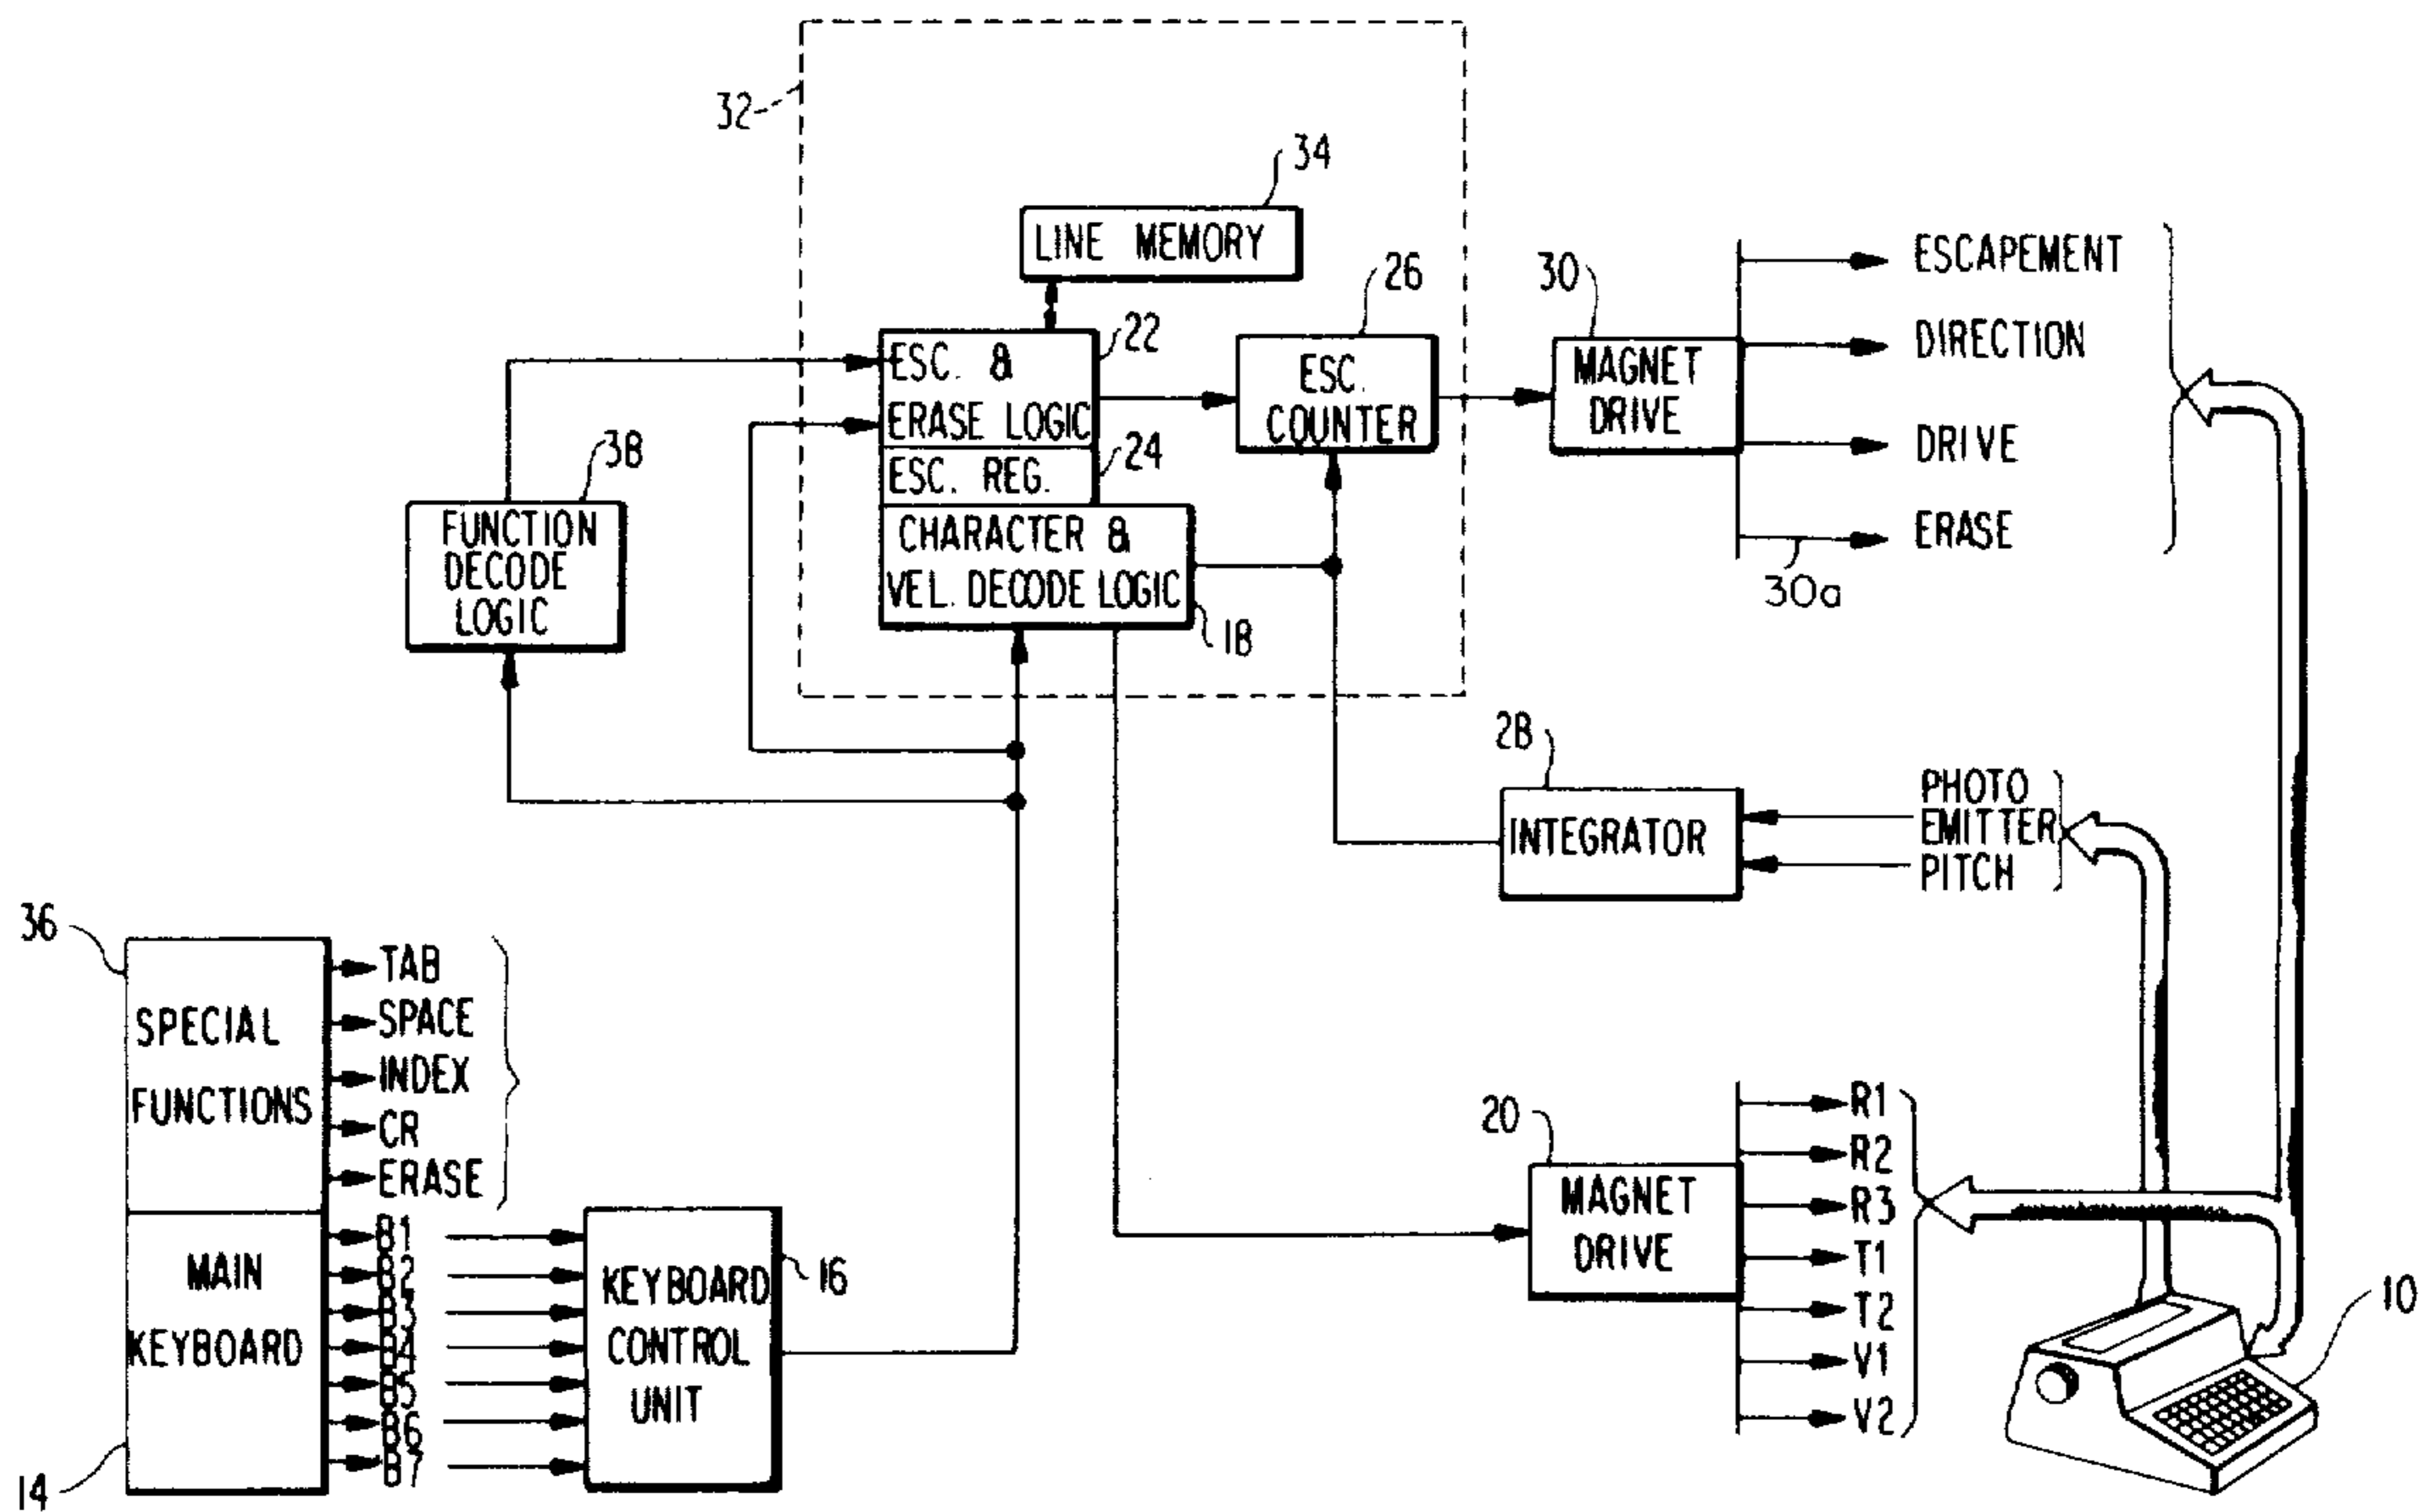 32
34
LINE MEMORY
26
30
22
ESC. &
ERASE LOGIC
24
ESC. REG.
CHARACTER &
VEL. DECODE LOGIC
18
ESC.
COUNTER
MAGNET
DRIVE
ESCAPEMENT
DIRECTION
DRIVE
ERASE
30a
38
FUNCTION
DECODE
LOGIC
28
INTEGRATOR
PHOTO
EMITTER
PITCH
36
SPECIAL
FUNCTIONS
TAB
SPACE
INDEX
CR
ERASE
MAIN
KEYBOARD
14
B1
B2
B3
B4
B5
B6
B7
KEYBOARD
CONTROL
UNIT
16
20
MAGNET
DRIVE
R1
R2
R3
T1
T2
V1
V2
10